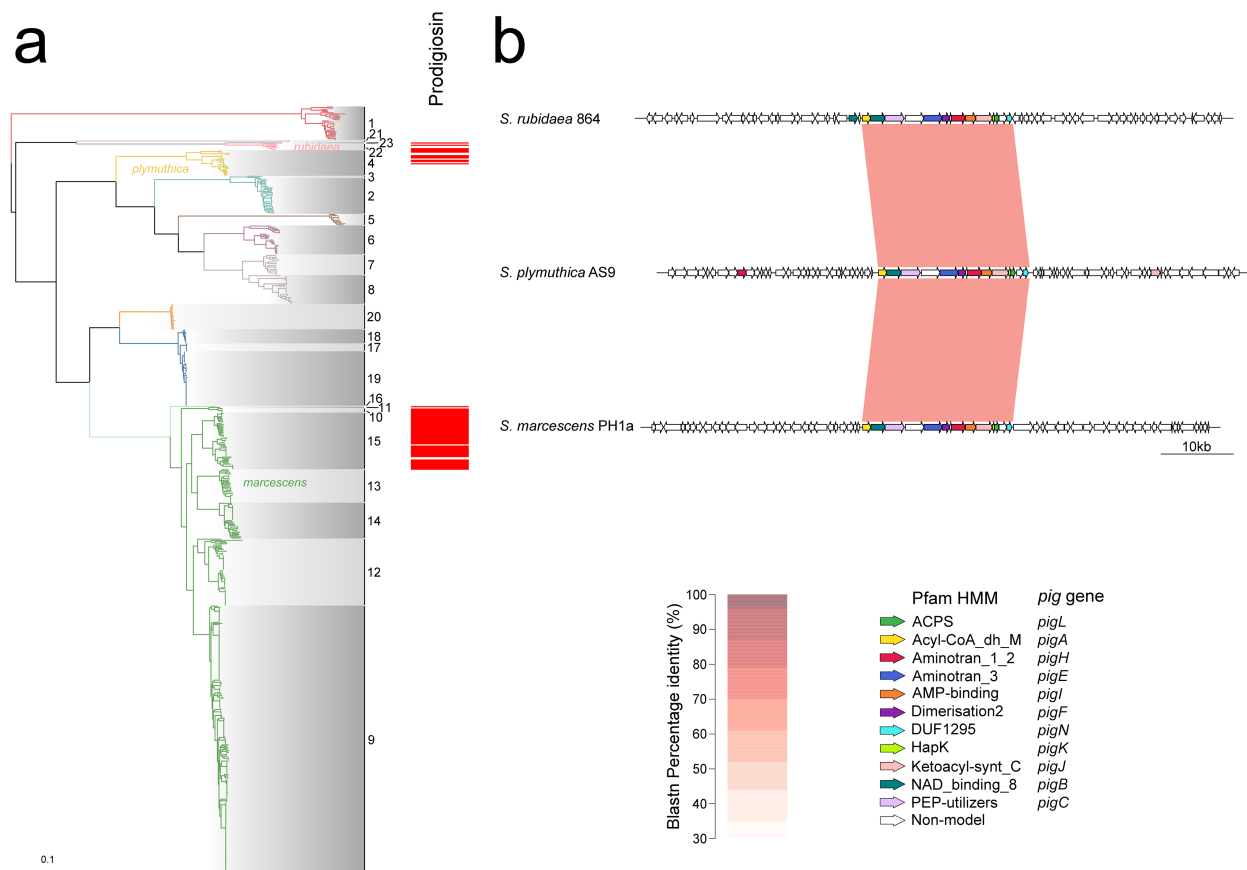 a
Prodigiosin
1
21
23
rubidaea
22
4
plymuthica
3
2
5
6
7
8
20
18
17
19
16
11
10
15
marcescens
13
14
12
9
0.1
b
S. rubidaea 864
S. plymuthica AS9
S. marcescens PH1a
10kb
Blastn Percentage identity (%)
100
90
80
70
60
50
40
30
Pfam HMM pig gene
ACPS pigL
Acyl-CoA_dh_M pigA
Aminotran_1_2 pigH
Aminotran_3 pigE
AMP-binding pigI
Dimerisation2 pigF
DUF1295 pigN
HapK pigK
Ketoacyl-synt_C pigJ
NAD_binding_8 pigB
PEP-utilizers pigC
Non-model